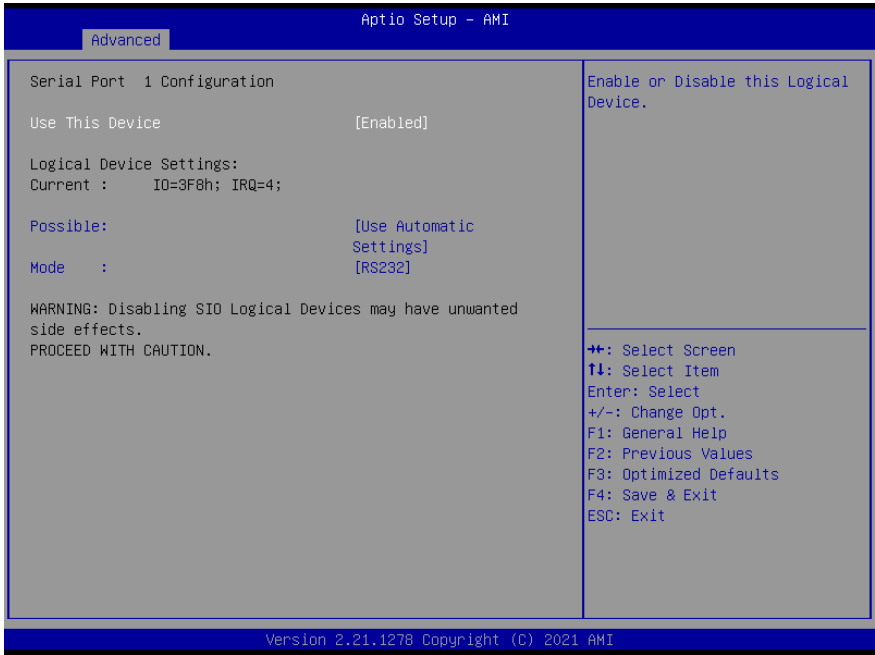 Aptio Setup – AMI
Advanced
Serial Port  1 Configuration
Use This Device [Enabled]
Logical Device Settings:
Current : IO=3F8h; IRQ=4;
Possible: [Use Automatic
Settings]
Mode : [RS232]
WARNING: Disabling SIO Logical Devices may have unwanted
side effects.
PROCEED WITH CAUTION.
Enable or Disable this Logical
Device.
→←: Select Screen
↑↓: Select Item
Enter: Select
+/-: Change Opt.
F1: General Help
F2: Previous Values
F3: Optimized Defaults
F4: Save & Exit
ESC: Exit
Version 2.21.1278 Copyright (C) 2021 AMI